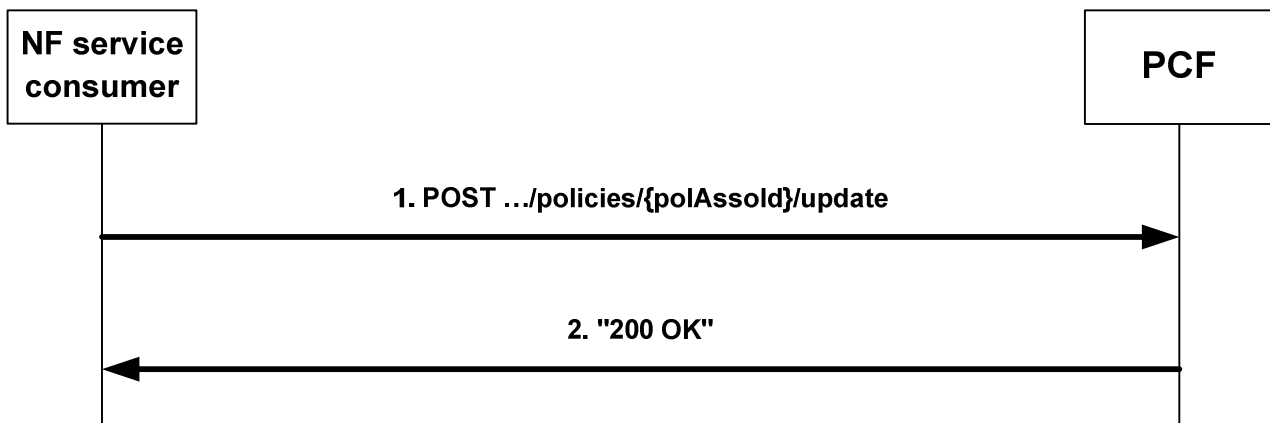 NF service
consumer
PCF
1. POST …/policies/{polAssoId}/update
2. "200 OK"